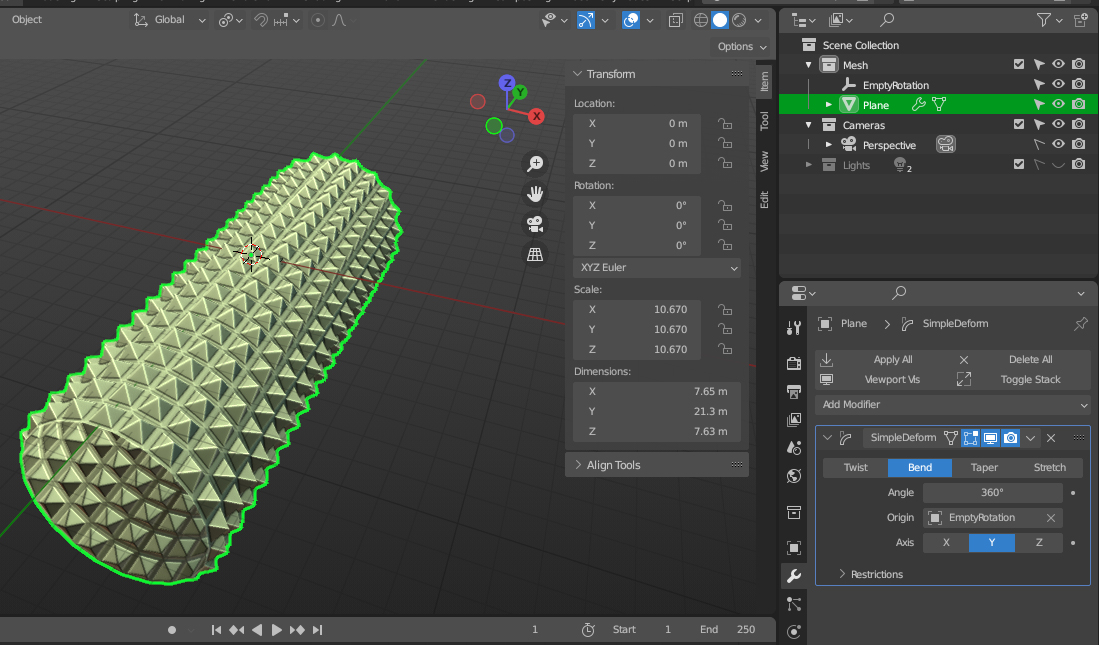 Object
Global
Options
Z
Y
X
Transform
Location:
X 0 m
Y 0 m
Z 0 m
Rotation:
X 0°
Y 0°
Z 0°
XYZ Euler
Scale:
X 10.670
Y 10.670
Z 10.670
Dimensions:
X 7.65 m
Y 21.3 m
Z 7.63 m
Align Tools
Item
Tool
View
Edit
1
Start 1
End 250
Scene Collection
Mesh
EmptyRotation
Plane
Cameras
Perspective
Lights 2
Plane SimpleDeform
Apply All Delete All
Viewport Vis Toggle Stack
Add Modifier
SimpleDeform
Twist Bend Taper Stretch
Angle 360°
Origin EmptyRotation
Axis X Y Z
Restrictions